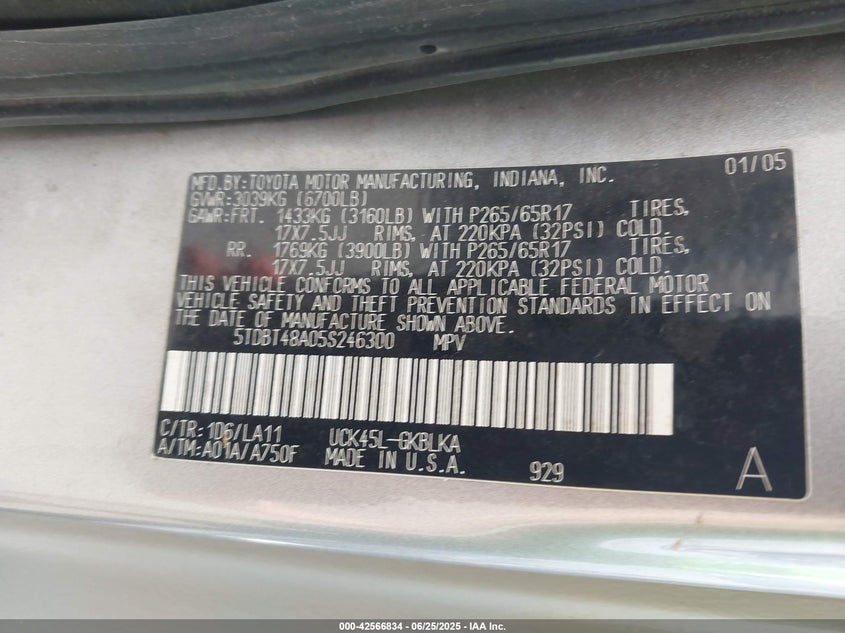 MFD.BY:TOYOTA MOTOR MANUFACTURING, INDIANA, INC. 01/05
GVWR:3039KG (6700LB)
GAWR:FRT. 1433KG (3160LB) WITH P265/65R17 TIRES,
17X7.5JJ RIMS, AT 220KPA (32PSI) COLD.
RR. 1769KG (3900LB) WITH P265/65R17 TIRES,
17X7.5JJ RIMS, AT 220KPA (32PSI) COLD.
THIS VEHICLE CONFORMS TO ALL APPLICABLE FEDERAL MOTOR
VEHICLE SAFETY AND THEFT PREVENTION STANDARDS IN EFFECT ON
THE DATE OF MANUFACTURE SHOWN ABOVE.
5TDBT48A05S246300 MPV
C/TR: 1D6/LA11 UCK45L-GKBLKA
A/TM:A01A/A750F MADE IN U.S.A. 929 A
000-42566834 - 06/25/2025 - IAA Inc.